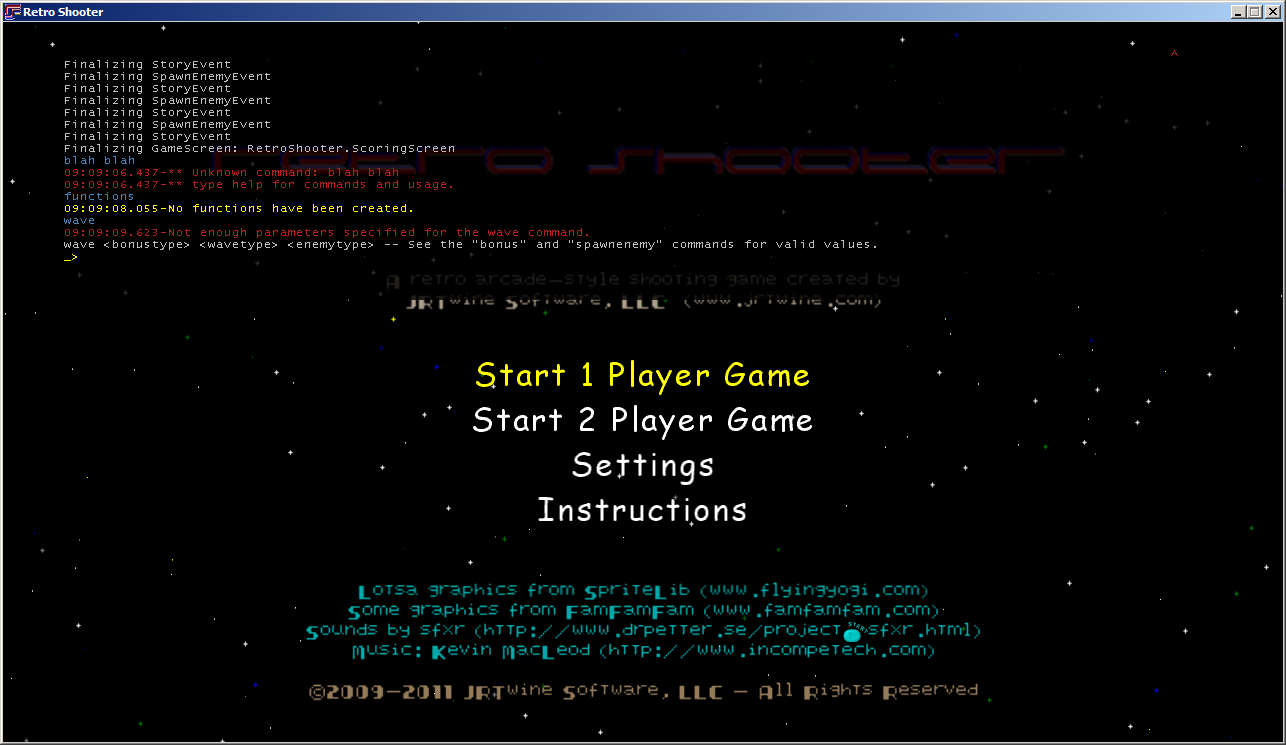 Retro Shooter
^
Finalizing StoryEvent
Finalizing SpawnEnemyEvent
Finalizing StoryEvent
Finalizing SpawnEnemyEvent
Finalizing StoryEvent
Finalizing SpawnEnemyEvent
Finalizing StoryEvent
Finalizing GameScreen: RetroShooter.ScoringScreen
Retro Shooter
blah blah
09:09:06.437-** Unknown command: blah blah
09:09:06.437-** type help for commands and usage.
functions
09:09:08.055-No functions have been created.
wave
09:09:09.623-Not enough parameters specified for the wave command.
wave <bonustype> <wavetype> <enemytype> -- See the "bonus" and "spawnenemy" commands for valid values.
_>
A retro arcade-style shooting game created by
JRTwine Software, LLC (www.jrtwine.com)
Start 1 Player Game
Start 2 Player Game
Settings
Instructions
Lotsa graphics from SpriteLib (www.flyingyogi.com)
Some graphics from FamFamFam (www.famfamfam.com)
Sounds by sfxr (http://www.drpetter.se/project sfxr.html)
Music: Kevin MacLeod (http://www.incompetech.com)
©2009-2011 JRTwine Software, LLC - All Rights Reserved